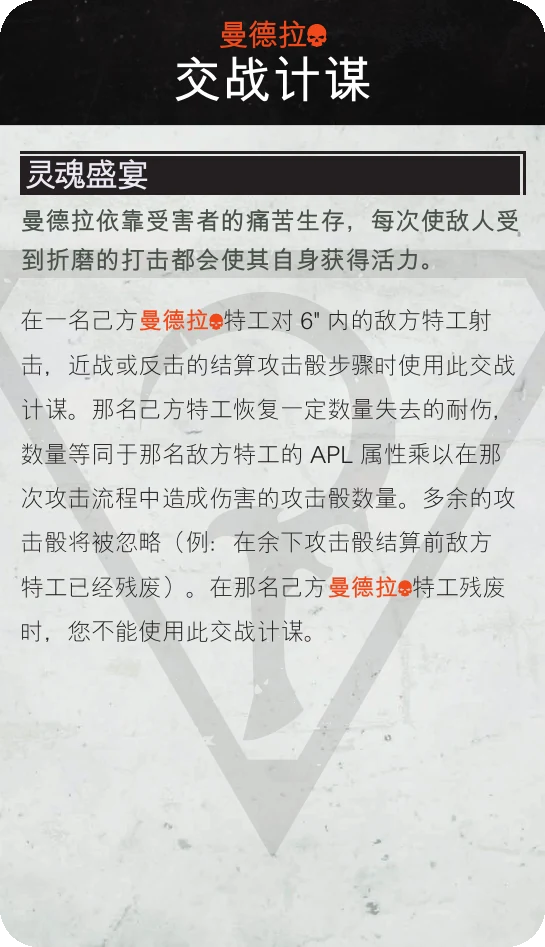 曼德拉
交战计谋
灵魂盛宴
曼德拉依靠受害者的痛苦生存，每次使敌人受
到折磨的打击都会使其自身获得活力。
在一名己方曼德拉特工对 6" 内的敌方特工射
击，近战或反击的结算攻击骰步骤时使用此交战
计谋。那名己方特工恢复一定数量失去的耐伤，
数量等同于那名敌方特工的 APL 属性乘以在那
次攻击流程中造成伤害的攻击骰数量。多余的攻
击骰将被忽略（例：在余下攻击骰结算前敌方
特工已经残废）。在那名己方曼德拉特工残废
时，您不能使用此交战计谋。